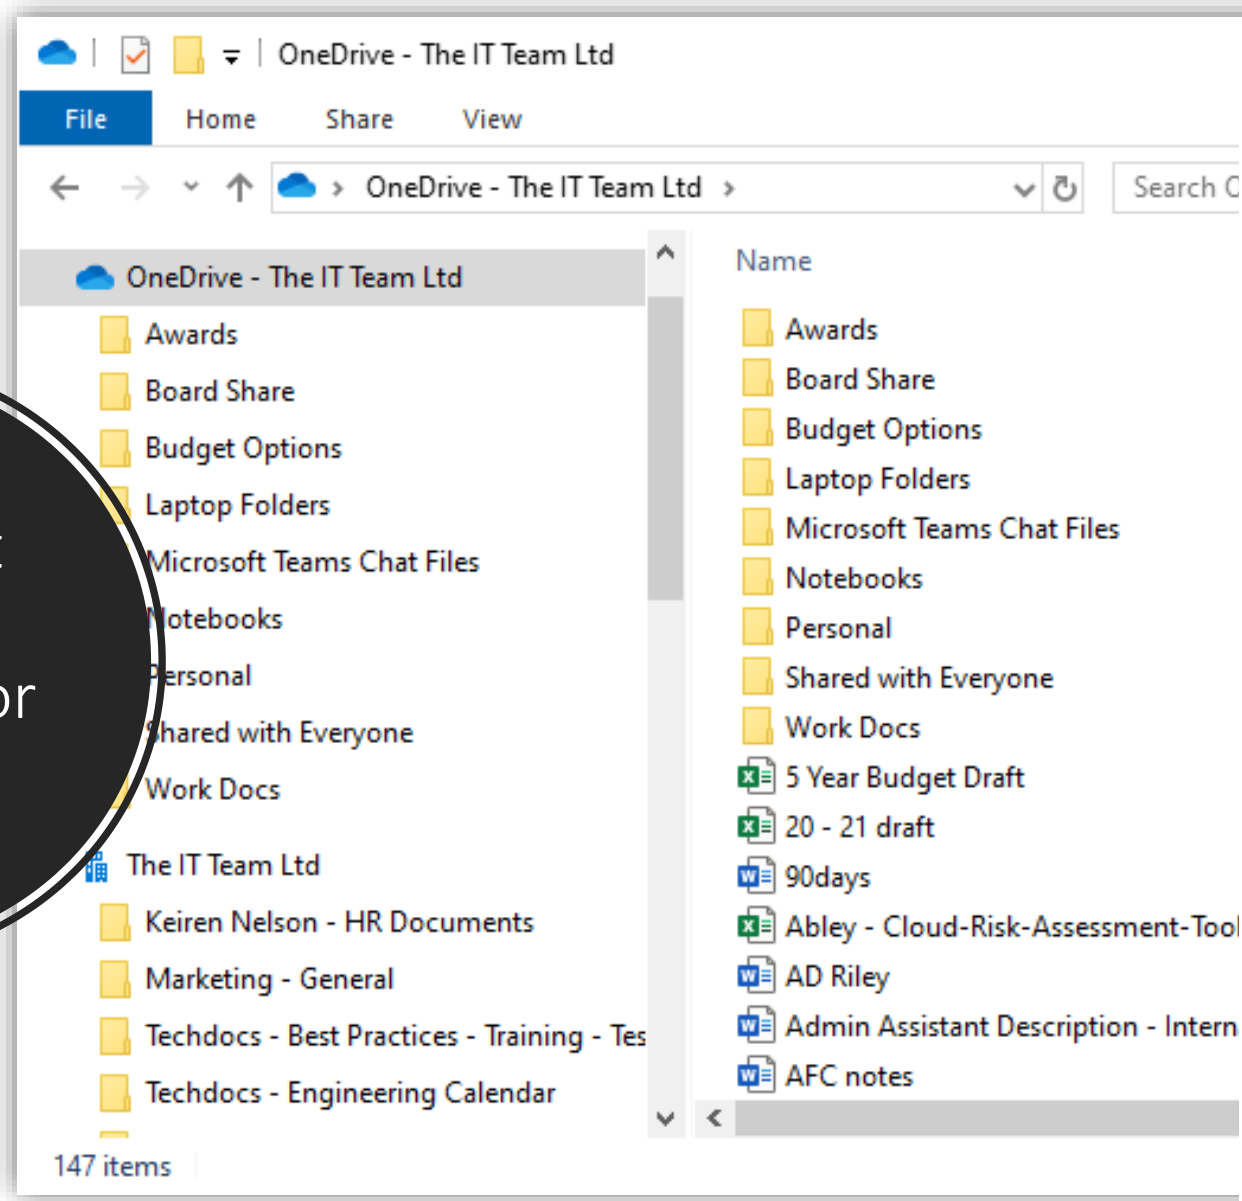 OneDrive - The IT Team Ltd
File Home Share View
OneDrive - The IT Team Ltd
Search
OneDrive - The IT Team Ltd
Awards
Board Share
Budget Options
Laptop Folders
Microsoft Teams Chat Files
Notebooks
Personal
Shared with Everyone
Work Docs
The IT Team Ltd
Keiren Nelson - HR Documents
Marketing - General
Techdocs - Best Practices - Training - Tes
Techdocs - Engineering Calendar
Name
Awards
Board Share
Budget Options
Laptop Folders
Microsoft Teams Chat Files
Notebooks
Personal
Shared with Everyone
Work Docs
5 Year Budget Draft
20 - 21 draft
90days
Abley - Cloud-Risk-Assessment-Tool
AD Riley
Admin Assistant Description - Intern
AFC notes
147 items